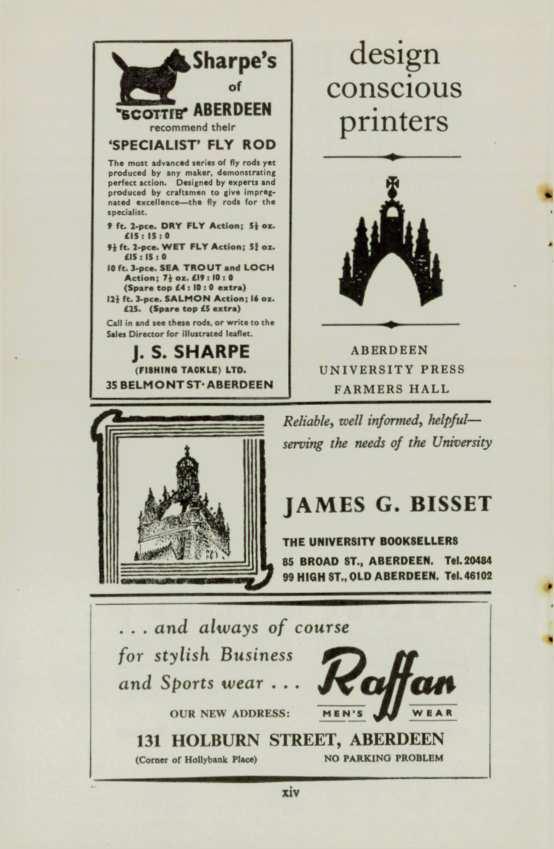 Sharpe's
of
"SCOTTIE" ABERDEEN
recommend their
'SPECIALIST' FLY ROD
The most advanced series of fly rods yet
produced by any maker, demonstrating
perfect action. Designed by experts and
produced by craftsmen to give impreg-
nated excellence—the fly rods for the
specialist.
9 ft. 2-pce. DRY FLY Action; 5½ oz.
£15 : 15 : 0
9½ ft. 2-pce. WET FLY Action; 5¾ oz.
£15 : 15 : 0
10 ft. 3-pce. SEA TROUT and LOCH
Action; 7½ oz. £19 : 10 : 0
(Spare top £4 : 10 : 0 extra)
12½ ft. 3-pce. SALMON Action; 16 oz.
£25. (Spare top £5 extra)
Call in and see these rods, or write to the
Sales Director for illustrated leaflet.
J. S. SHARPE
(FISHING TACKLE) LTD.
35 BELMONT ST · ABERDEEN
design
conscious
printers
ABERDEEN
UNIVERSITY PRESS
FARMERS HALL
Reliable, well informed, helpful—
serving the needs of the University
JAMES G. BISSET
THE UNIVERSITY BOOKSELLERS
85 BROAD ST., ABERDEEN. Tel. 20484
99 HIGH ST., OLD ABERDEEN. Tel. 46102
. . . and always of course
for stylish Business
and Sports wear . . .
Raffan
MEN'S WEAR
OUR NEW ADDRESS:
131 HOLBURN STREET, ABERDEEN
(Corner of Hollybank Place) NO PARKING PROBLEM
xiv